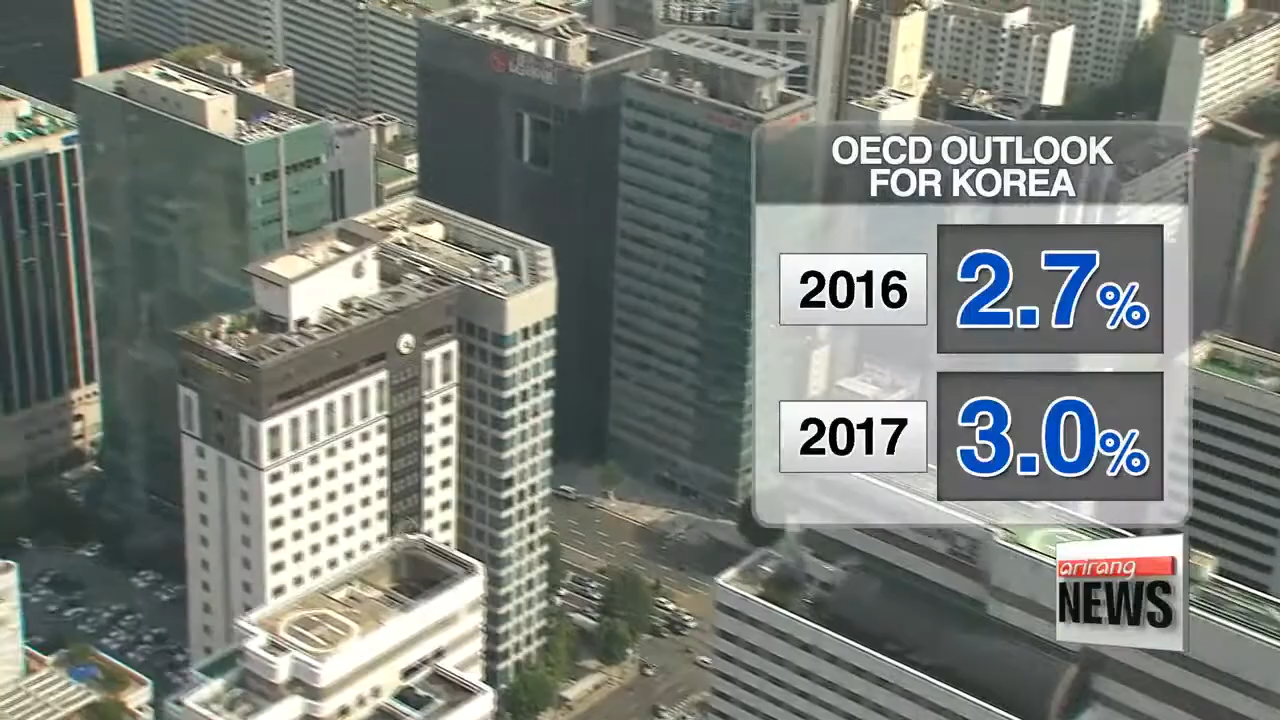 OECD OUTLOOK
FOR KOREA
2016 2.7%
2017 3.0%
arirang
NEWS